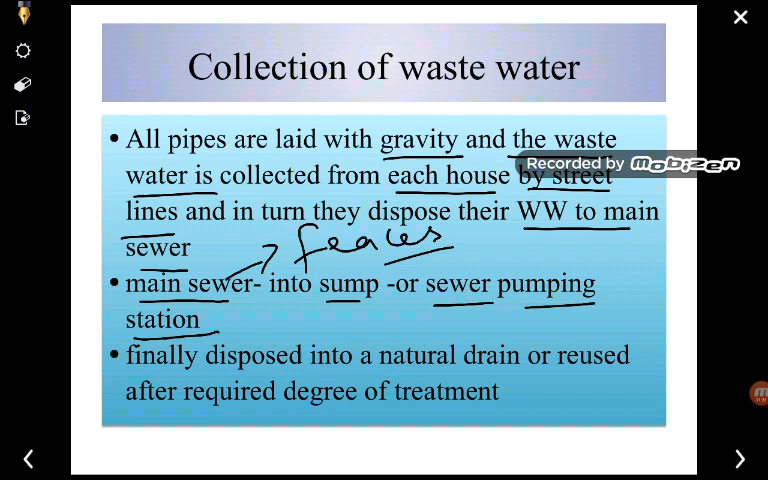 Collection of waste water
• All pipes are laid with gravity and the waste
water is collected from each house by street
Recorded by mobizen
lines and in turn they dispose their WW to main
sewer
feaces
• main sewer- into sump -or sewer pumping
station
• finally disposed into a natural drain or reused
after required degree of treatment